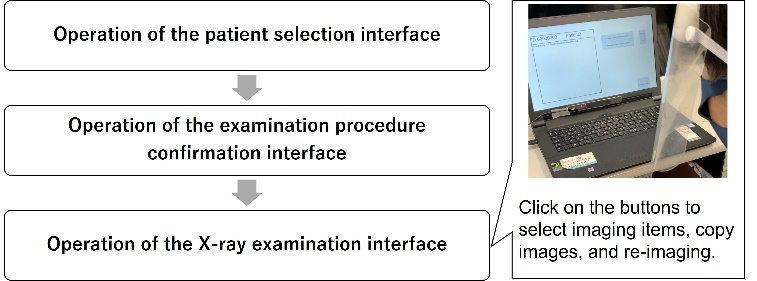 Operation of the patient selection interface
Operation of the examination procedure
confirmation interface
Operation of the X-ray examination interface
Click on the buttons to
select imaging items, copy
images, and re-imaging.